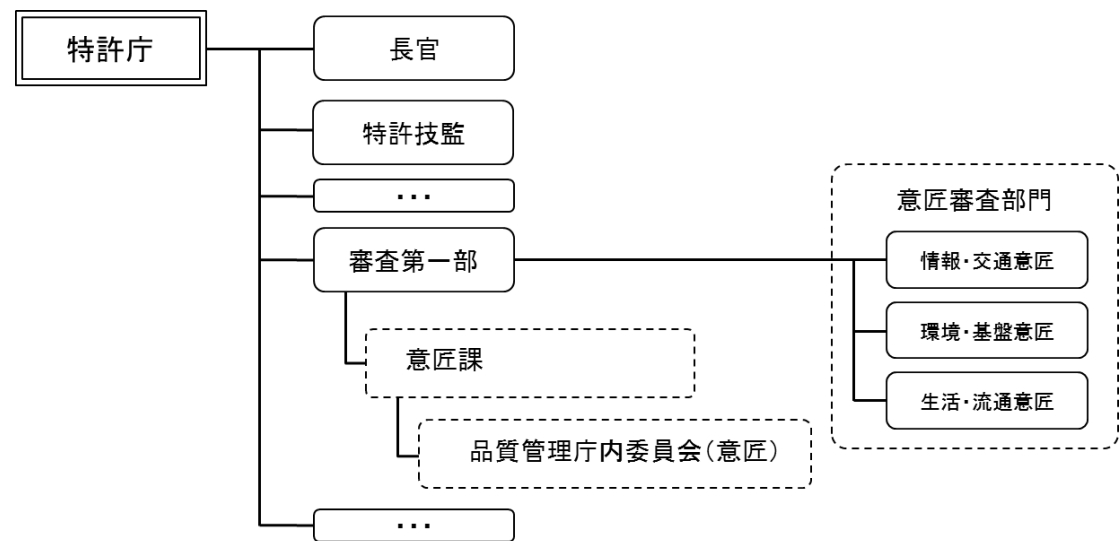 特許庁
長官
特許技監
・・・
審査第一部
意匠課
品質管理庁内委員会(意匠)
・・・
意匠審査部門
情報・交通意匠
環境・基盤意匠
生活・流通意匠